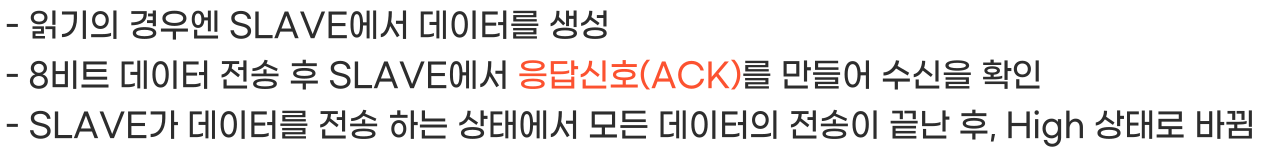 - 읽기의 경우엔 SLAVE에서 데이터를 생성
- 8비트 데이터 전송 후 SLAVE에서 응답신호(ACK)를 만들어 수신을 확인
- SLAVE가 데이터를 전송 하는 상태에서 모든 데이터의 전송이 끝난 후, High 상태로 바뀜